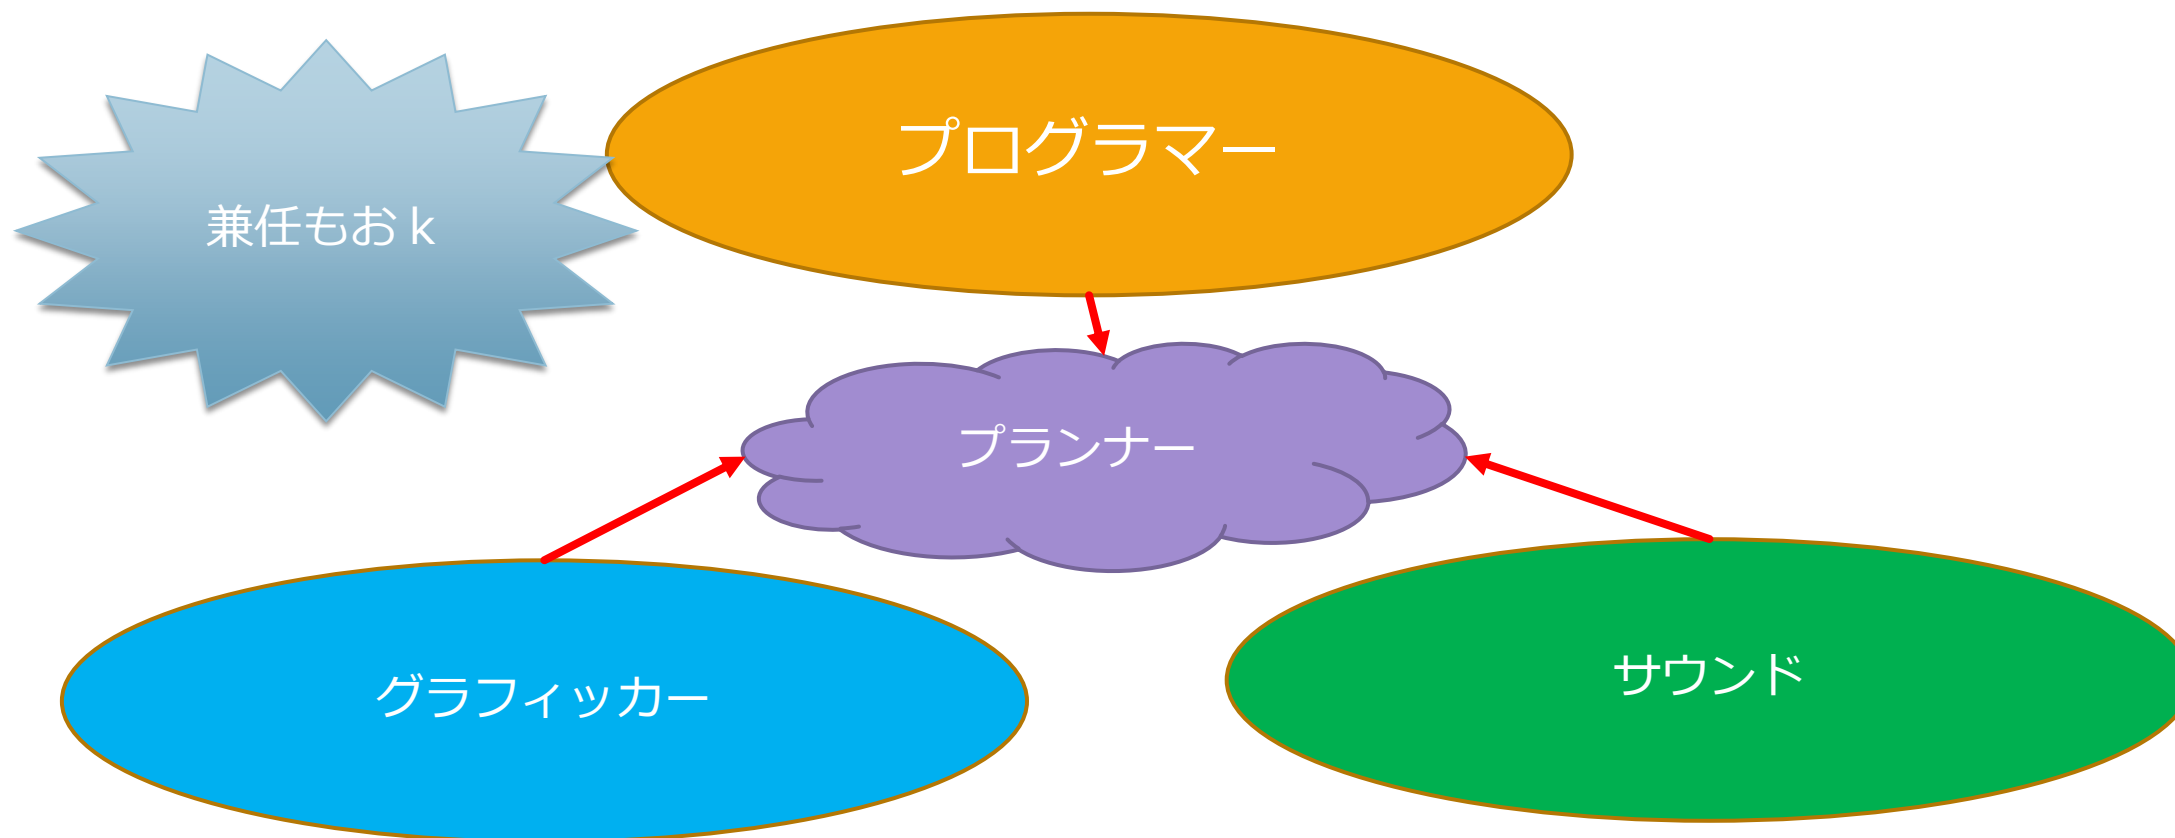 プログラマー
兼任もおｋ
プランナー
グラフィッカー
サウンド